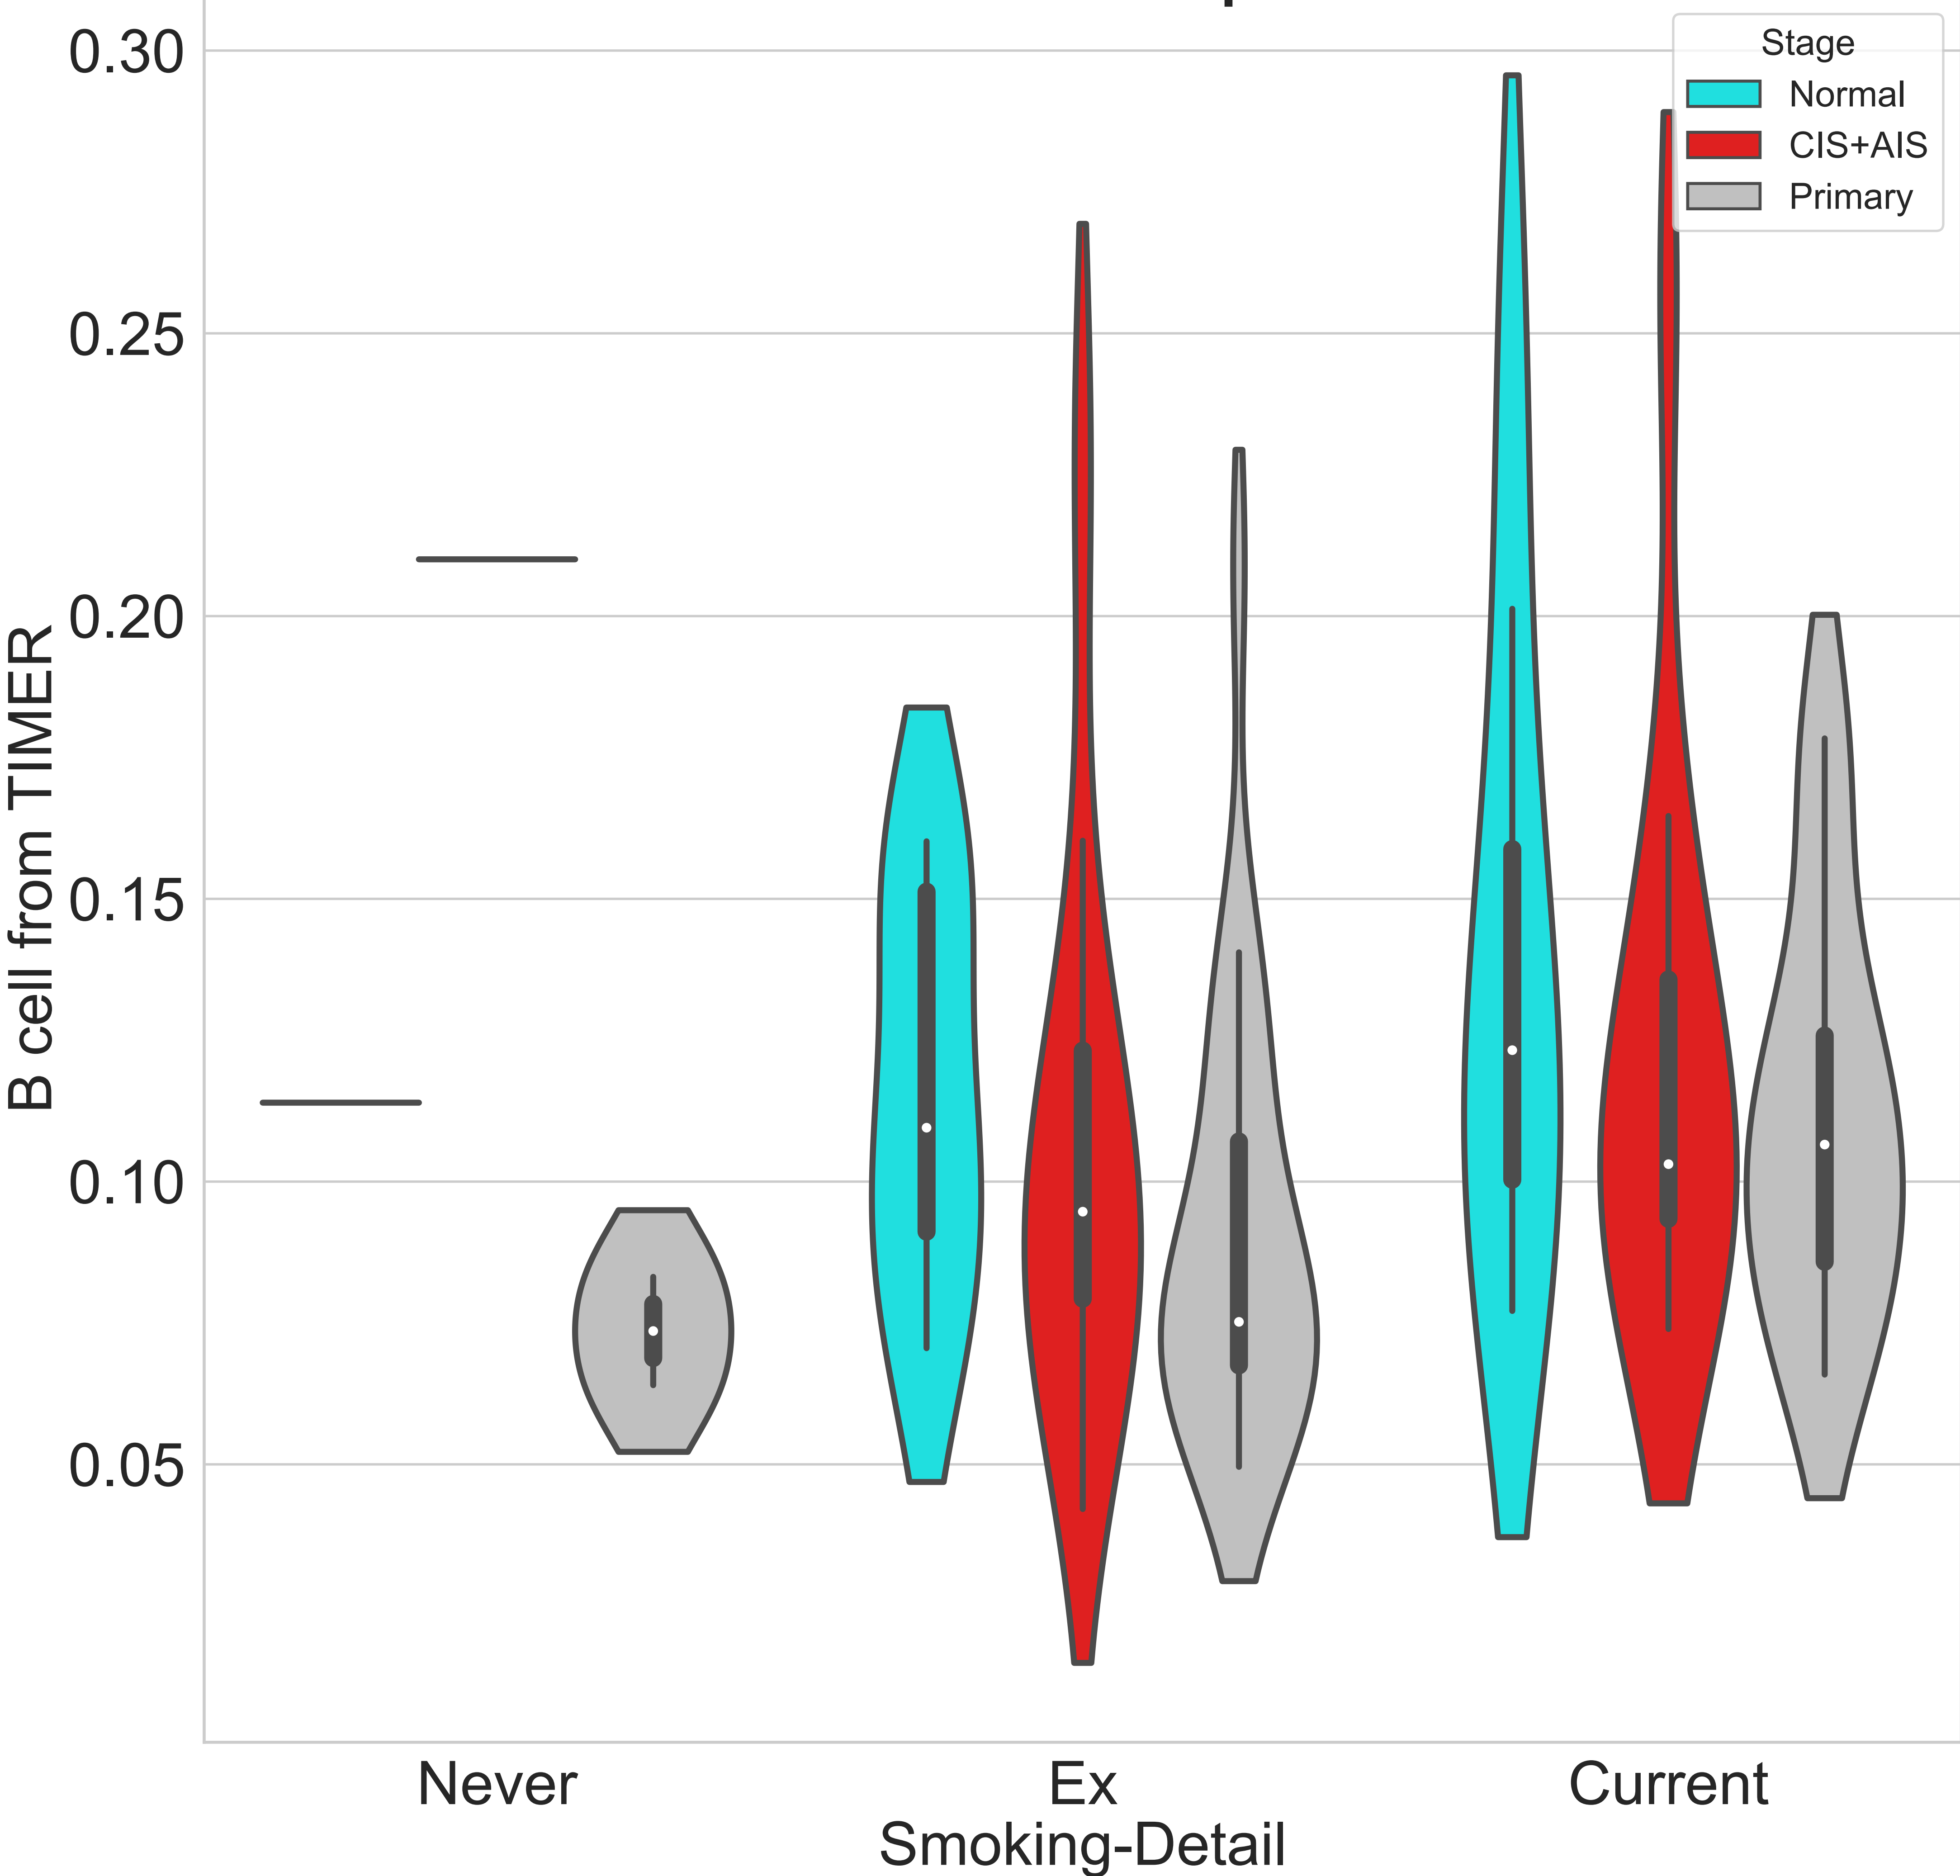 0.30
0.25
0.20
0.15
0.10
0.05
B cell from TIMER
Stage
Normal
CIS+AIS
Primary
Never
Ex
Current
Smoking-Detail